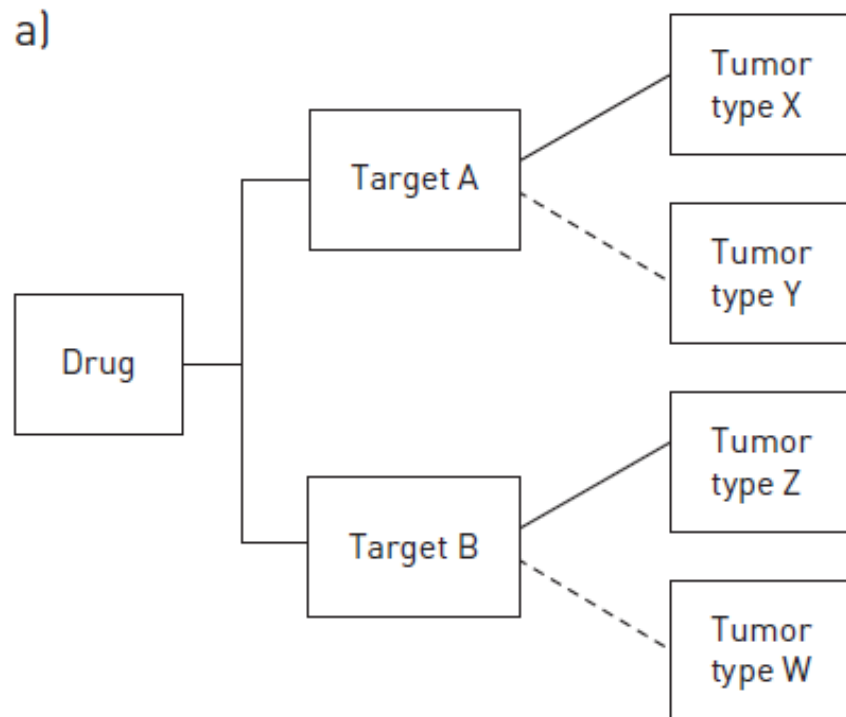 a)
Tumor
type X
Target A
Tumor
type Y
Drug
Tumor
type Z
Target B
Tumor
type W